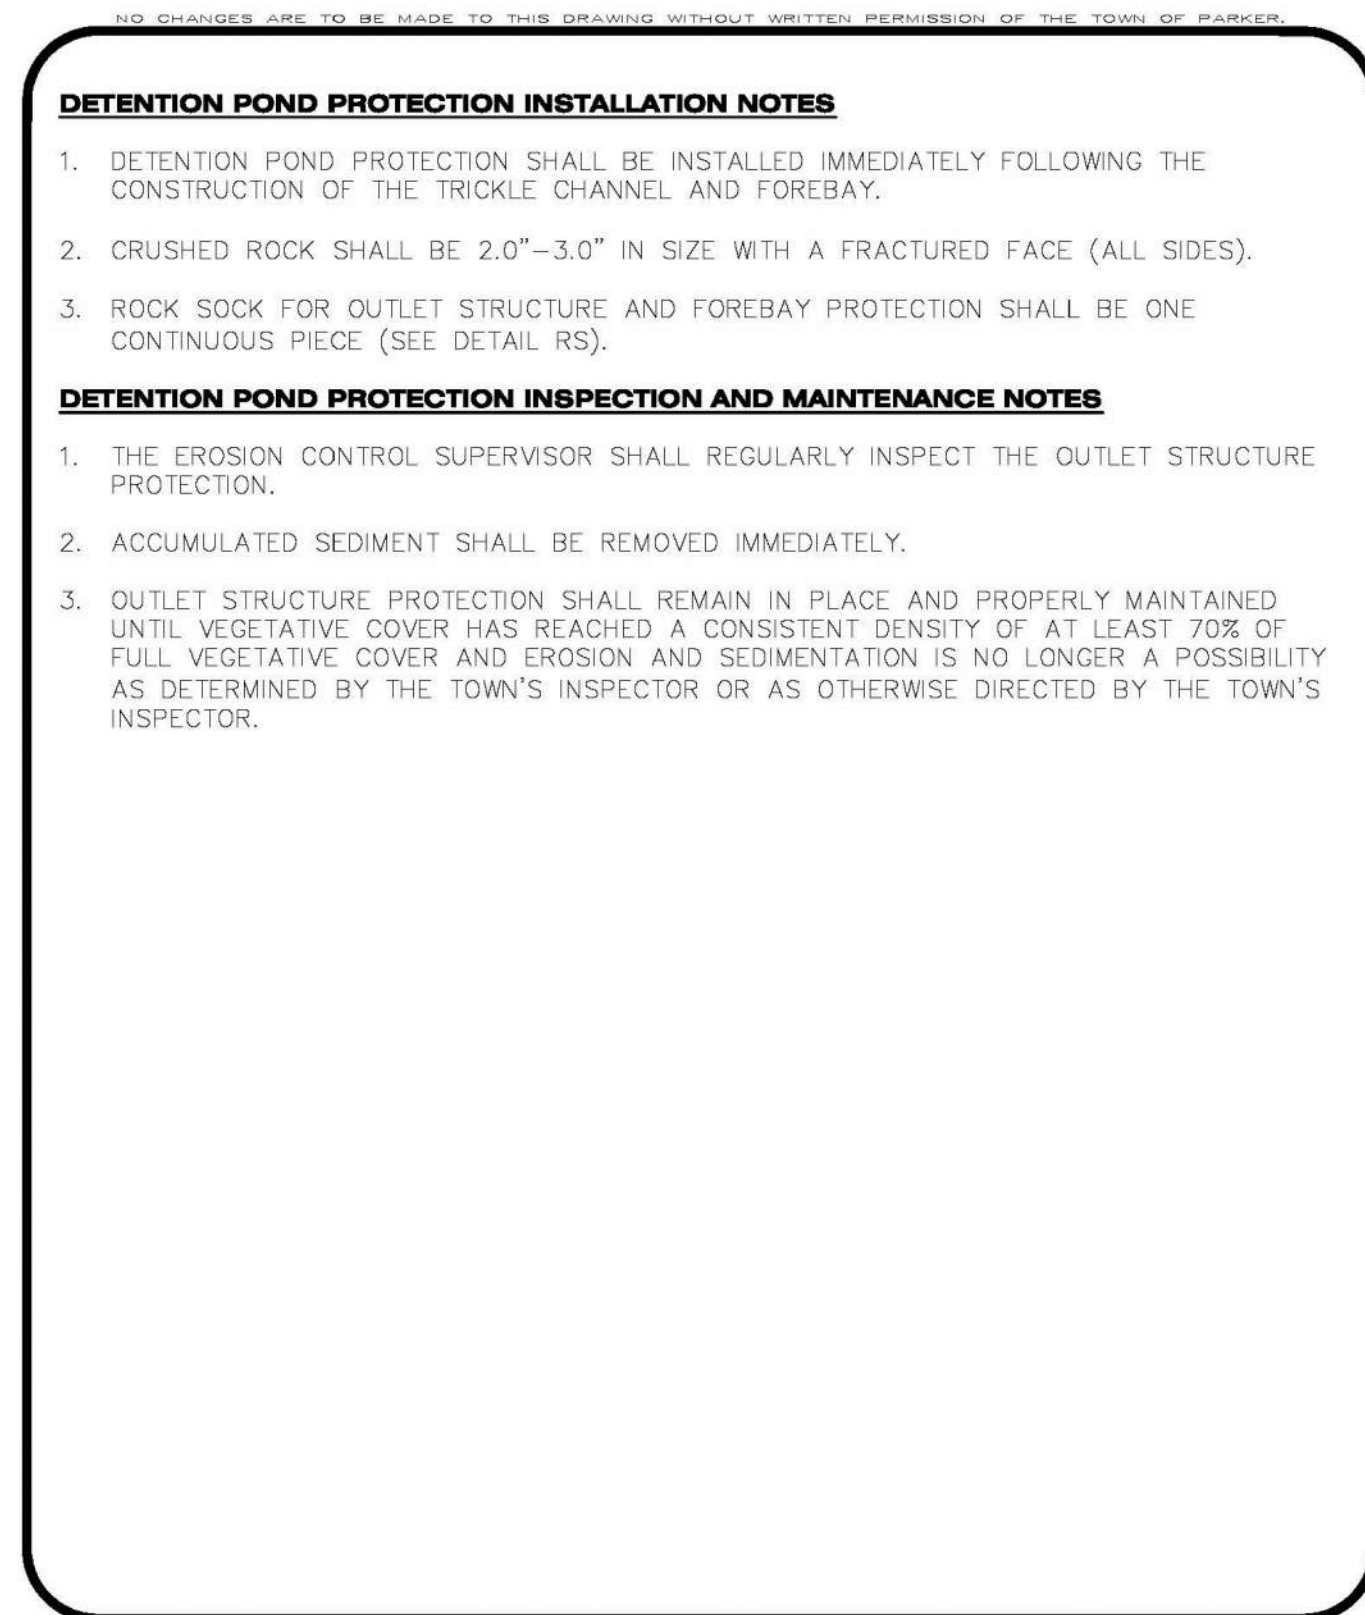 NO CHANGES ARE TO BE MADE TO THIS DRAWING WITHOUT WRITTEN PERMISSION OF THE TOWN OF PARKER.
DETENTION POND PROTECTION INSTALLATION NOTES
1. DETENTION POND PROTECTION SHALL BE INSTALLED IMMEDIATELY FOLLOWING THE
CONSTRUCTION OF THE TRICKLE CHANNEL AND FOREBAY.
2. CRUSHED ROCK SHALL BE 2.0"–3.0" IN SIZE WITH A FRACTURED FACE (ALL SIDES).
3. ROCK SOCK FOR OUTLET STRUCTURE AND FOREBAY PROTECTION SHALL BE ONE
CONTINUOUS PIECE (SEE DETAIL RS).
DETENTION POND PROTECTION INSPECTION AND MAINTENANCE NOTES
1. THE EROSION CONTROL SUPERVISOR SHALL REGULARLY INSPECT THE OUTLET STRUCTURE
PROTECTION.
2. ACCUMULATED SEDIMENT SHALL BE REMOVED IMMEDIATELY.
3. OUTLET STRUCTURE PROTECTION SHALL REMAIN IN PLACE AND PROPERLY MAINTAINED
UNTIL VEGETATIVE COVER HAS REACHED A CONSISTENT DENSITY OF AT LEAST 70% OF
FULL VEGETATIVE COVER AND EROSION AND SEDIMENTATION IS NO LONGER A POSSIBILITY
AS DETERMINED BY THE TOWN'S INSPECTOR OR AS OTHERWISE DIRECTED BY THE TOWN'S
INSPECTOR.